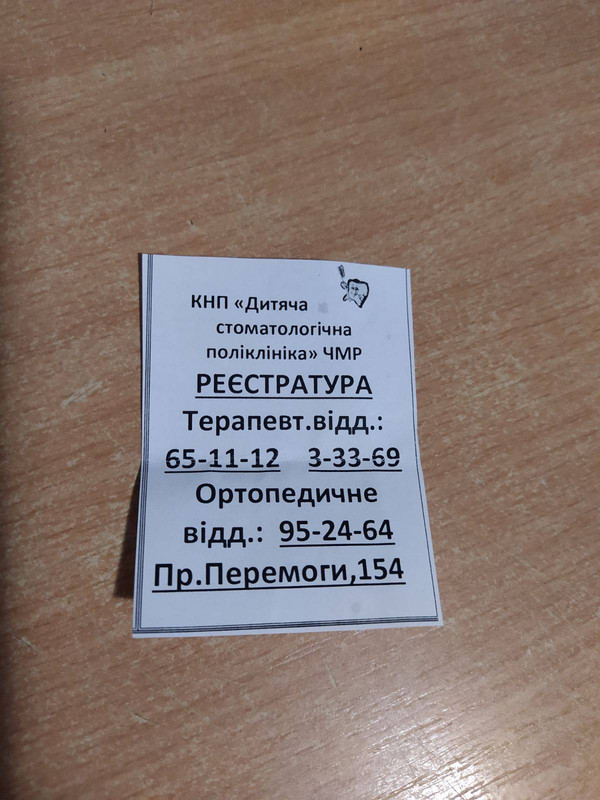 КНП «Дитяча
стоматологічна
поліклініка» ЧМР
РЕЄСТРАТУРА
Терапевт.відд.:
65-11-12 3-33-69
Ортопедичне
відд.: 95-24-64
Пр.Перемоги,154